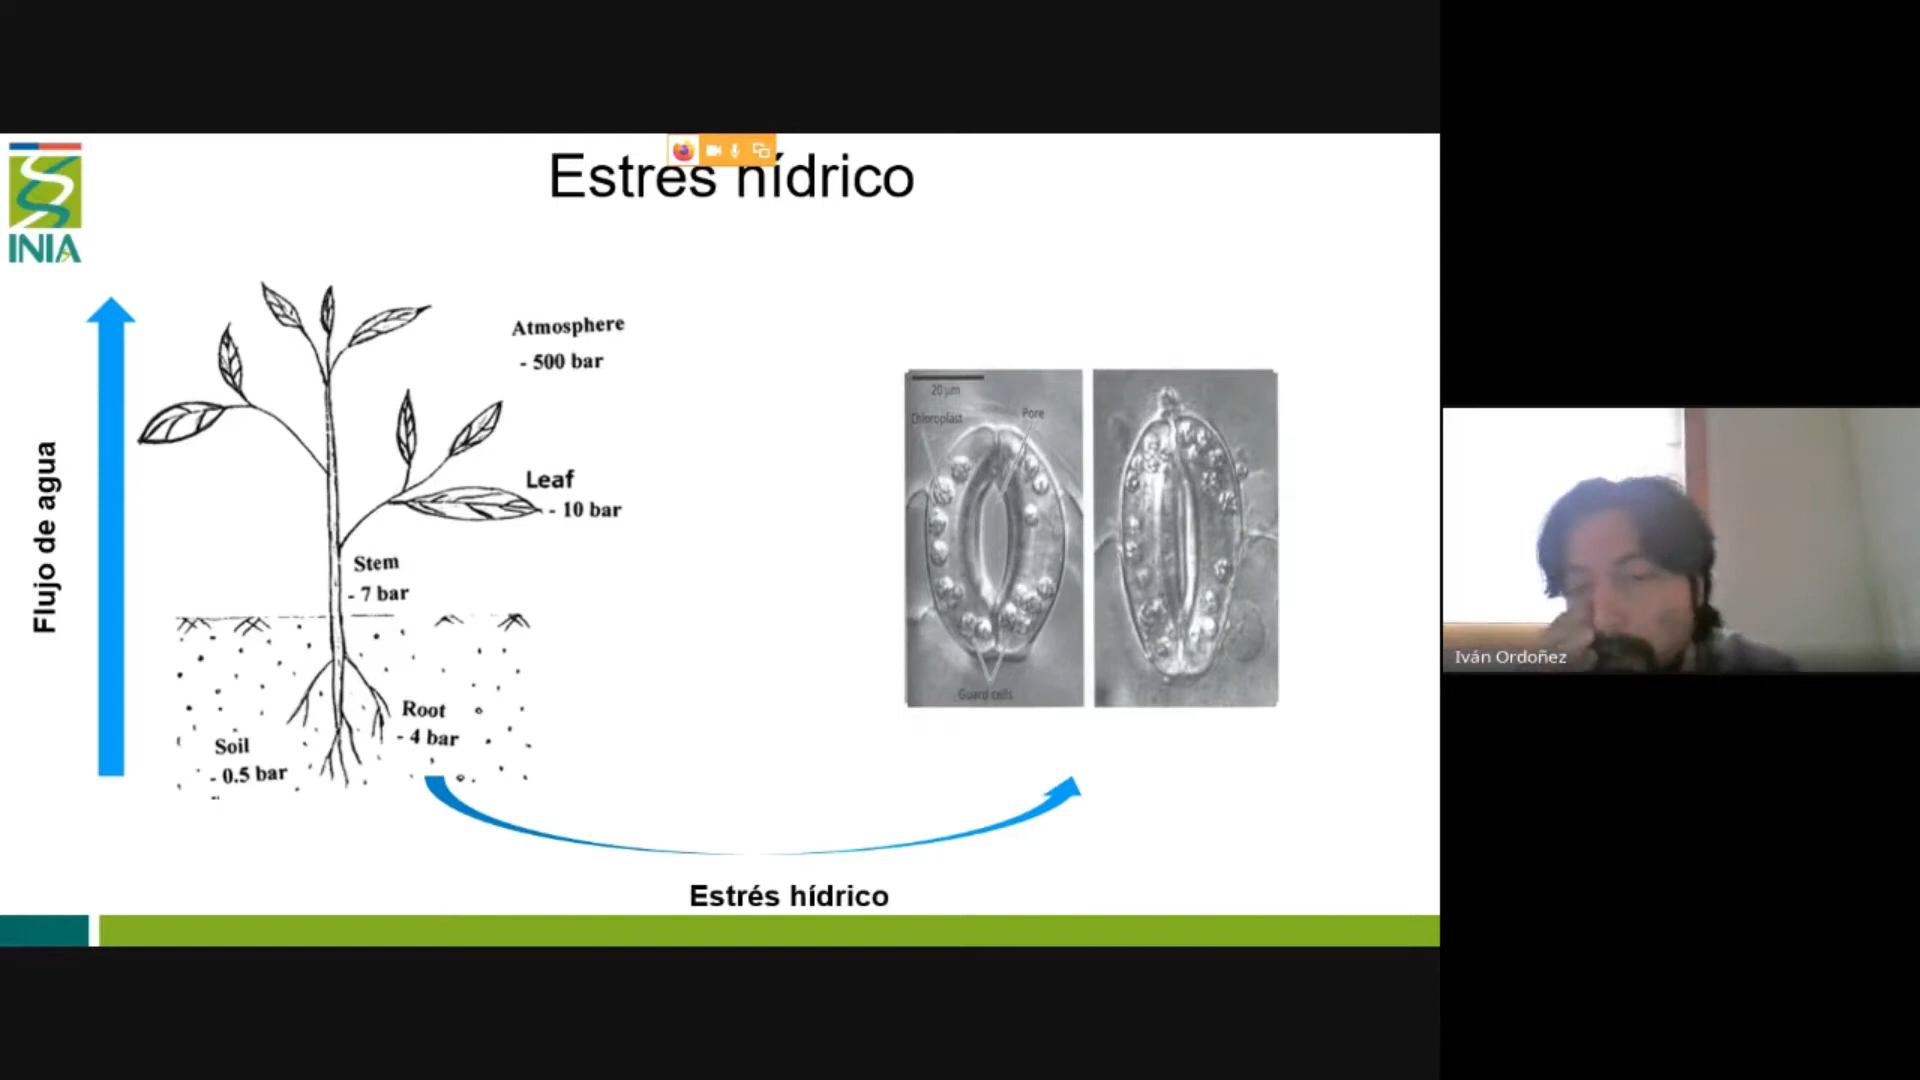 Estrés hídrico
INIA
Atmosphere
- 500 bar
Leaf
- 10 bar
Stem
- 7 bar
Root
- 4 bar
Soil
- 0.5 bar
Flujo de agua
20 µm
Chloroplast
Pore
Guard cells
Estrés hídrico
Iván Ordoñez